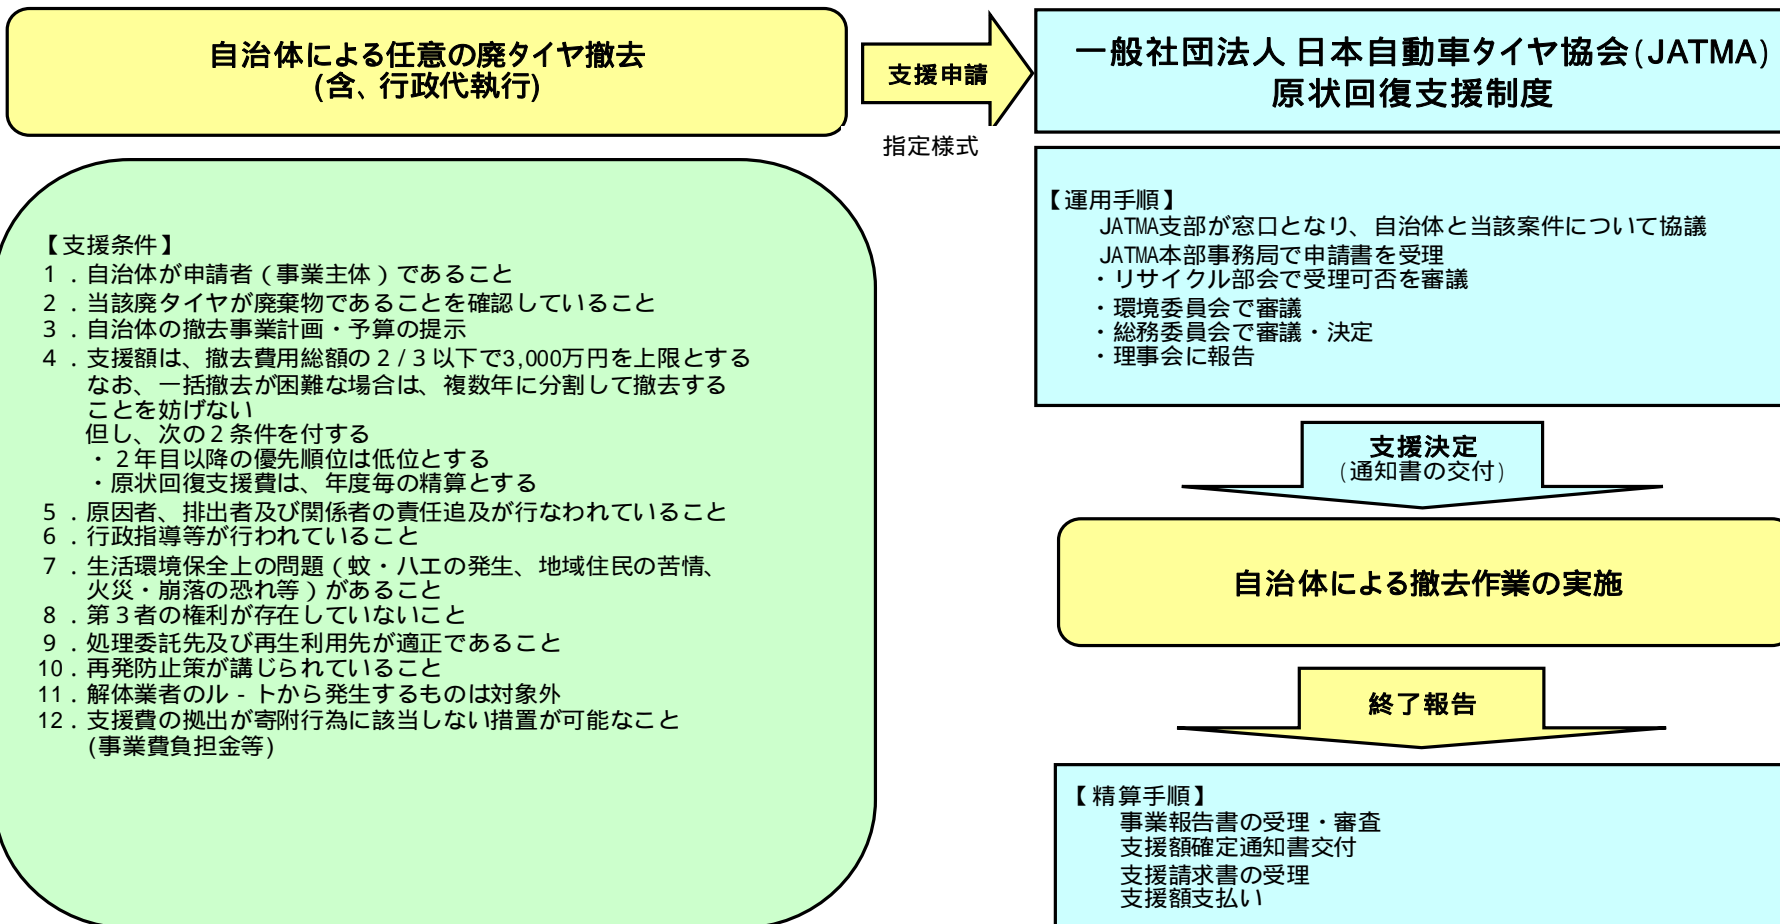 自治体による任意の廃タイヤ撤去
(含、行政代執行)
支援申請
指定様式
一般社団法人 日本自動車タイヤ協会(JATMA)
原状回復支援制度
【支援条件】
１．自治体が申請者（事業主体）であること
２．当該廃タイヤが廃棄物であることを確認していること
３．自治体の撤去事業計画・予算の提示
４．支援額は、撤去費用総額の２/３以下で3,000万円を上限とする
なお、一括撤去が困難な場合は、複数年に分割して撤去する
ことを妨げない
但し、次の２条件を付する
・２年目以降の優先順位は低位とする
・原状回復支援費は、年度毎の精算とする
５．原因者、排出者及び関係者の責任追及が行なわれていること
６．行政指導等が行われていること
７．生活環境保全上の問題（蚊・ハエの発生、地域住民の苦情、
火災・崩落の恐れ等）があること
８．第３者の権利が存在していないこと
９．処理委託先及び再生利用先が適正であること
10．再発防止策が講じられていること
11．解体業者のル‐トから発生するものは対象外
12．支援費の拠出が寄附行為に該当しない措置が可能なこと
(事業費負担金等)
【運用手順】
JATMA支部が窓口となり、自治体と当該案件について協議
JATMA本部事務局で申請書を受理
・リサイクル部会で受理可否を審議
・環境委員会で審議
・総務委員会で審議・決定
・理事会に報告
支援決定
(通知書の交付)
自治体による撤去作業の実施
終了報告
【精算手順】
事業報告書の受理・審査
支援額確定通知書交付
支援請求書の受理
支援額支払い